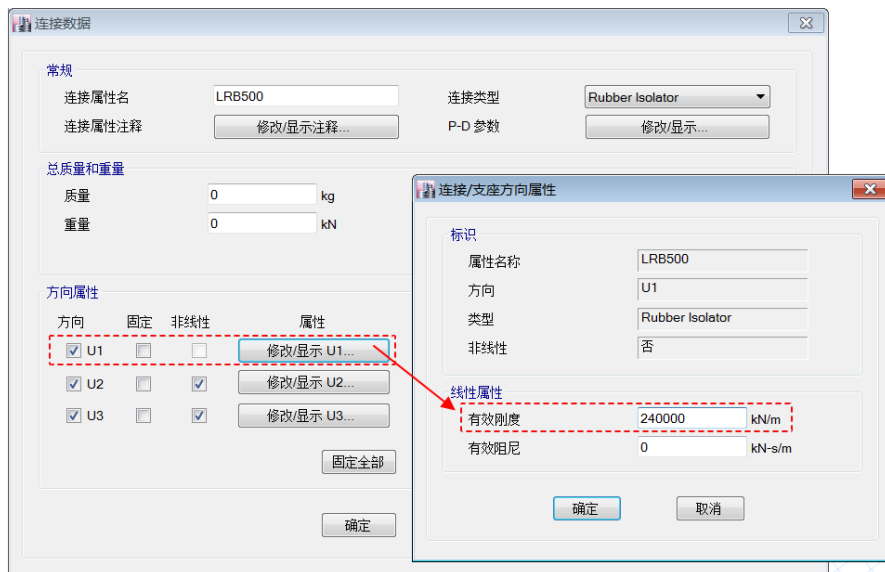 连接数据
常规
连接属性名 LRB500 连接类型 Rubber Isolator
连接属性注释 修改/显示注释... P-D 参数 修改/显示...
总质量和重量
质量 0 kg
重量 0 kN
方向属性
方向 固定 非线性 属性
U1 修改/显示 U1...
U2 修改/显示 U2...
U3 修改/显示 U3...
固定全部
确定
连接/支座方向属性
标识
属性名称 LRB500
方向 U1
类型 Rubber Isolator
非线性 否
线性属性
有效刚度 240000 kN/m
有效阻尼 0 kN-s/m
确定 取消